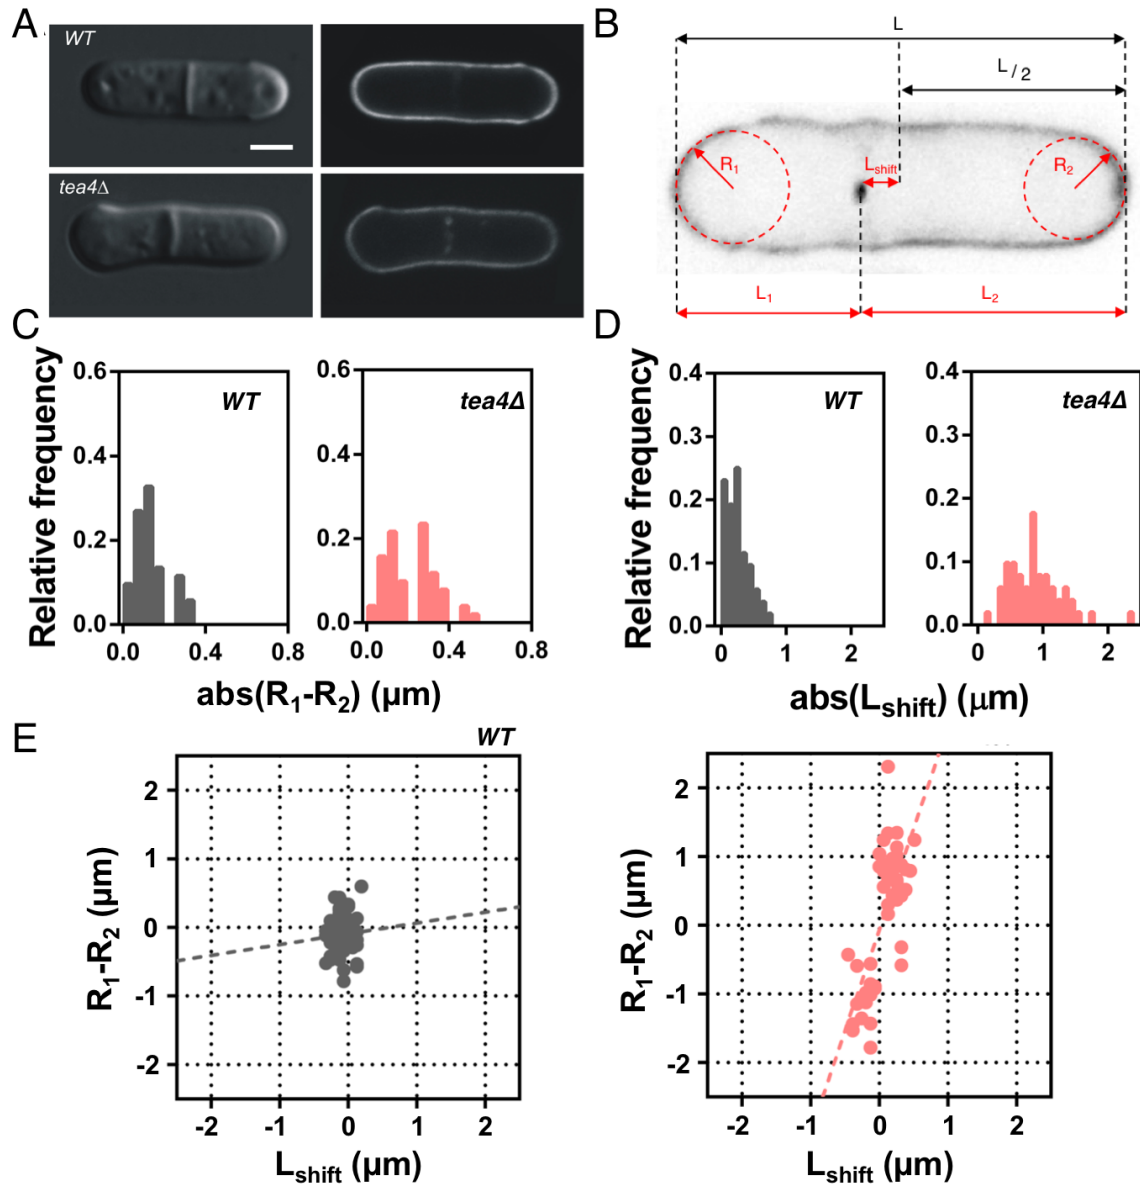 A
WT
tea4Δ
B
L
L / 2
R1
Lshift
R2
L1
L2
C
Relative frequency
0.6
0.4
0.2
0.0
WT
0.0 0.4 0.8
0.6
0.4
0.2
0.0
tea4Δ
0.0 0.4 0.8
abs(R1-R2) (µm)
D
Relative frequency
0.4
0.3
0.2
0.1
0.0
WT
0 1 2
0.4
0.3
0.2
0.1
0.0
tea4Δ
0 1 2
abs(Lshift) (µm)
E
WT
R1-R2 (µm)
2
1
0
-1
-2
-2 -1 0 1 2
Lshift (µm)
R1-R2 (µm)
2
1
0
-1
-2
-2 -1 0 1 2
Lshift (µm)